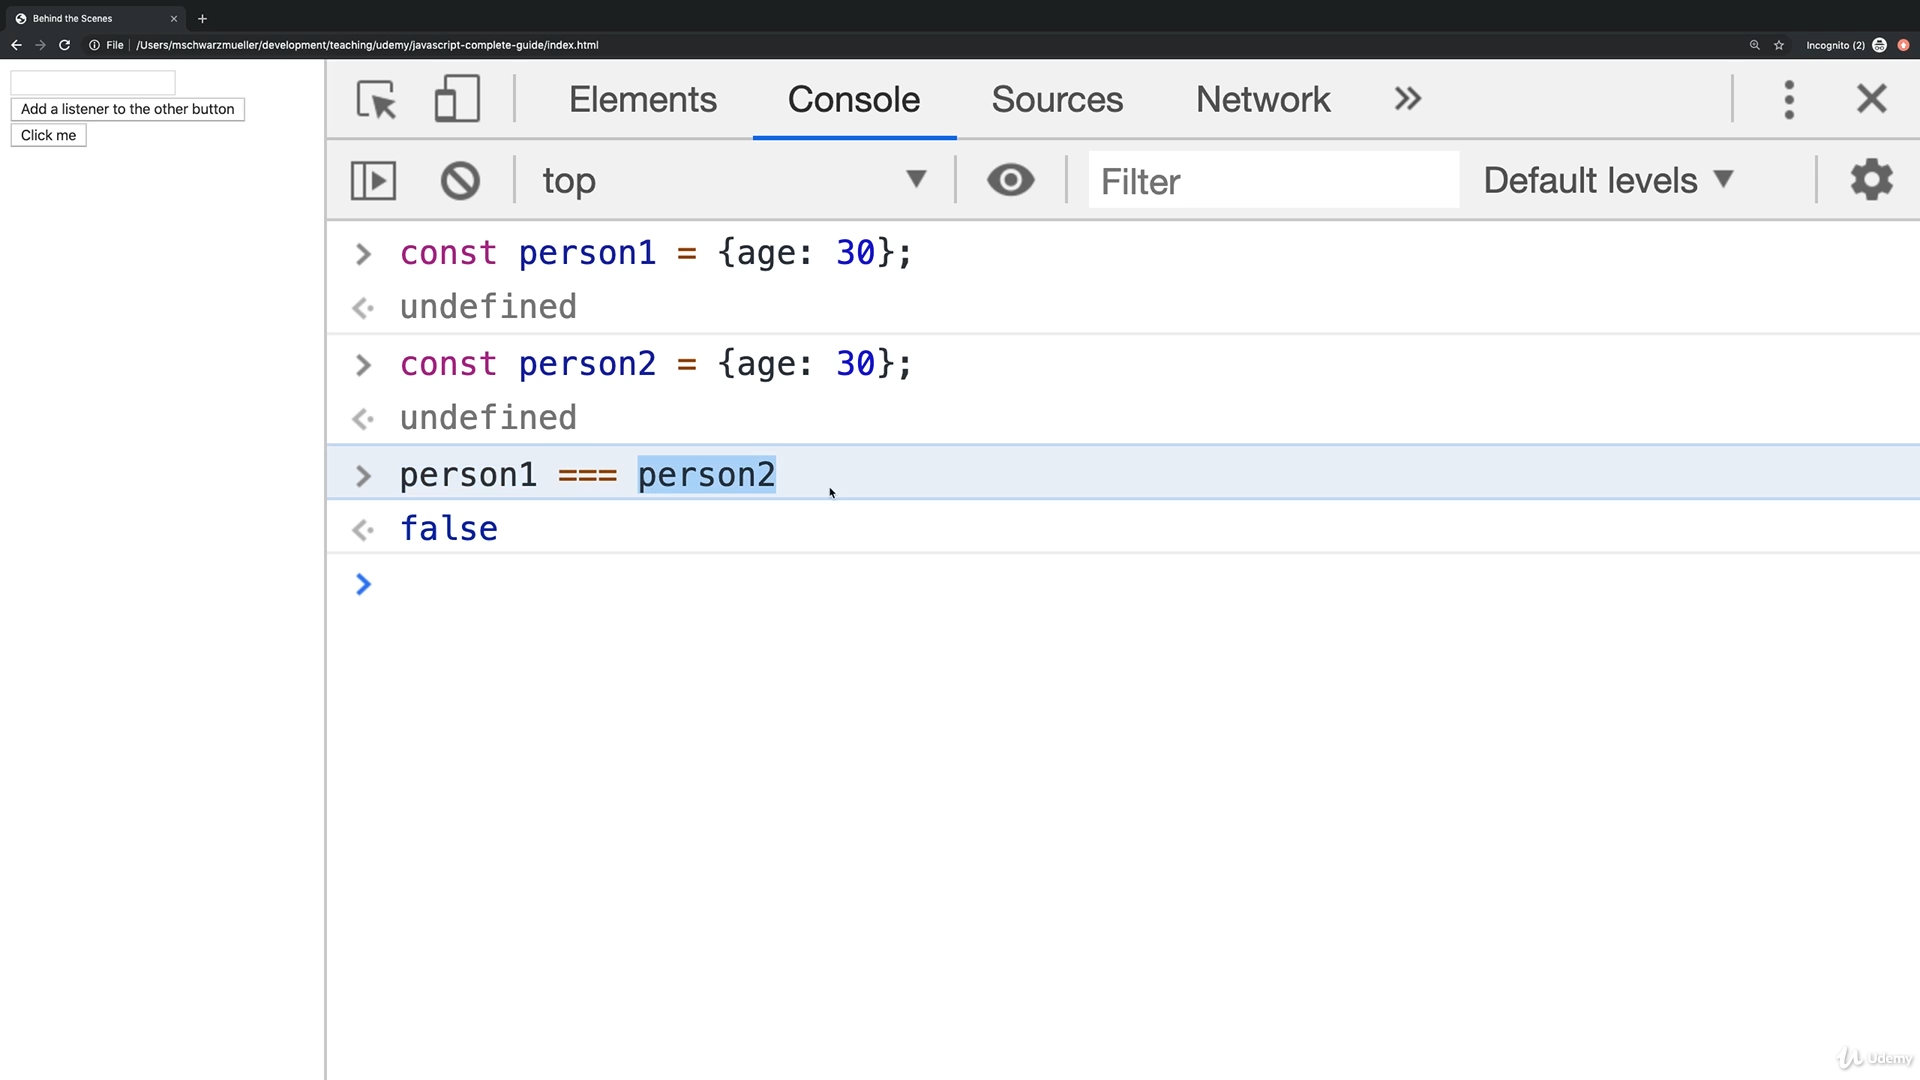 Behind the Scenes
File /Users/mschwarzmueller/development/teaching/udemy/javascript-complete-guide/index.html Incognito (2)
Add a listener to the other button
Click me
Elements Console Sources Network
top Filter Default levels
const person1 = {age: 30};
undefined
const person2 = {age: 30};
undefined
person1 === person2
false
Udemy